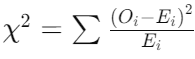 χ² = ∑ (Oᵢ−Eᵢ)² / Eᵢ